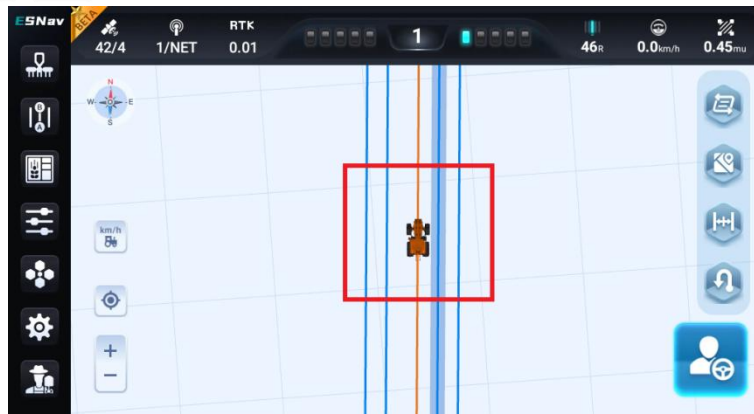 ESNav
BETA
42/4
1/NET
RTK
0.01
1
46R
0.0km/h
0.45mu
N
W
E
S
B
A
km/h
+
−